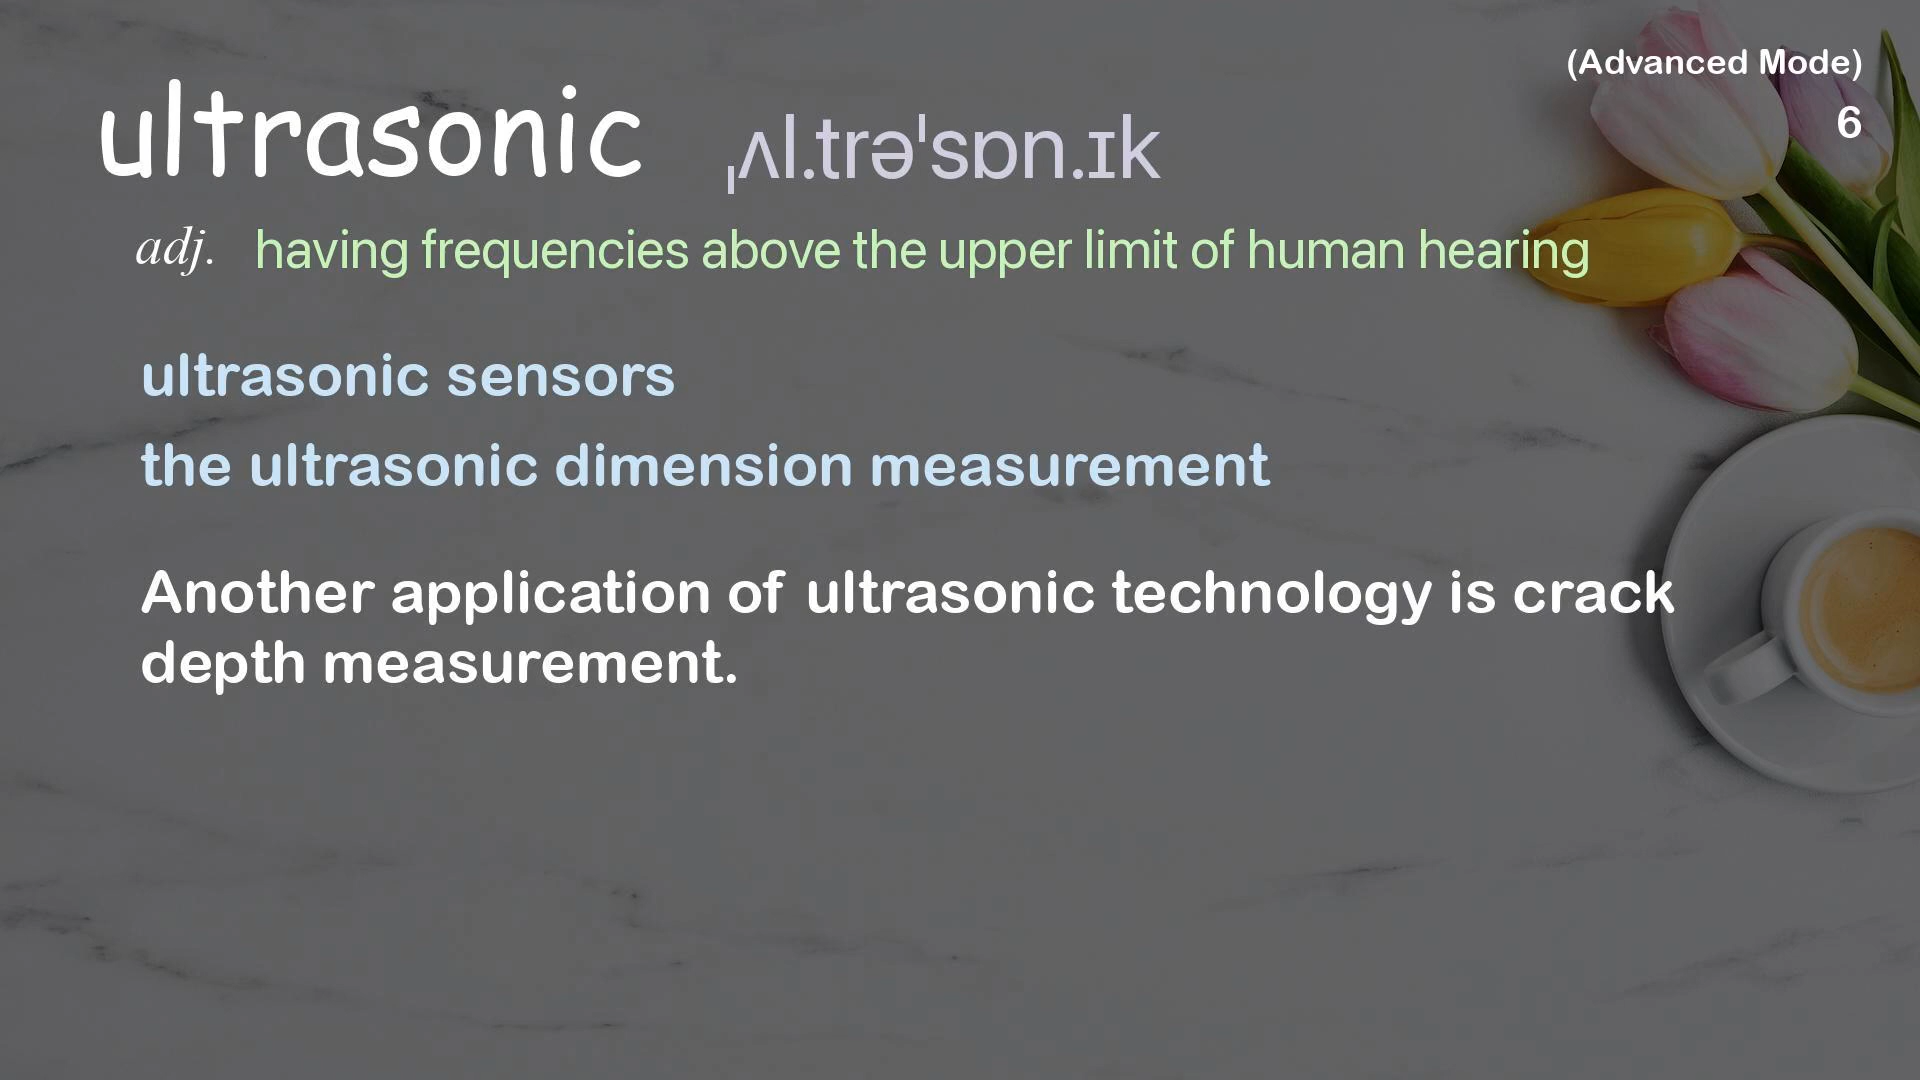 (Advanced Mode)
ultrasonic ˌʌl.trəˈsɒn.ɪk
6
adj. having frequencies above the upper limit of human hearing
ultrasonic sensors
the ultrasonic dimension measurement
Another application of ultrasonic technology is crack
depth measurement.